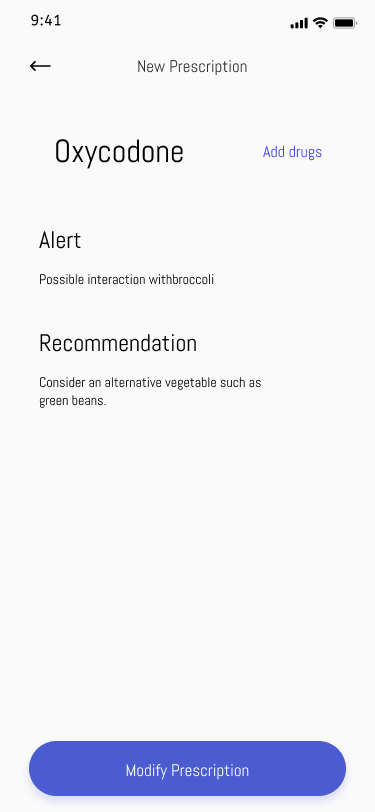 9:41
New Prescription
Oxycodone
Add drugs
Alert
Possible interaction withbroccoli
Recommendation
Consider an alternative vegetable such as
green beans.
Modify Prescription